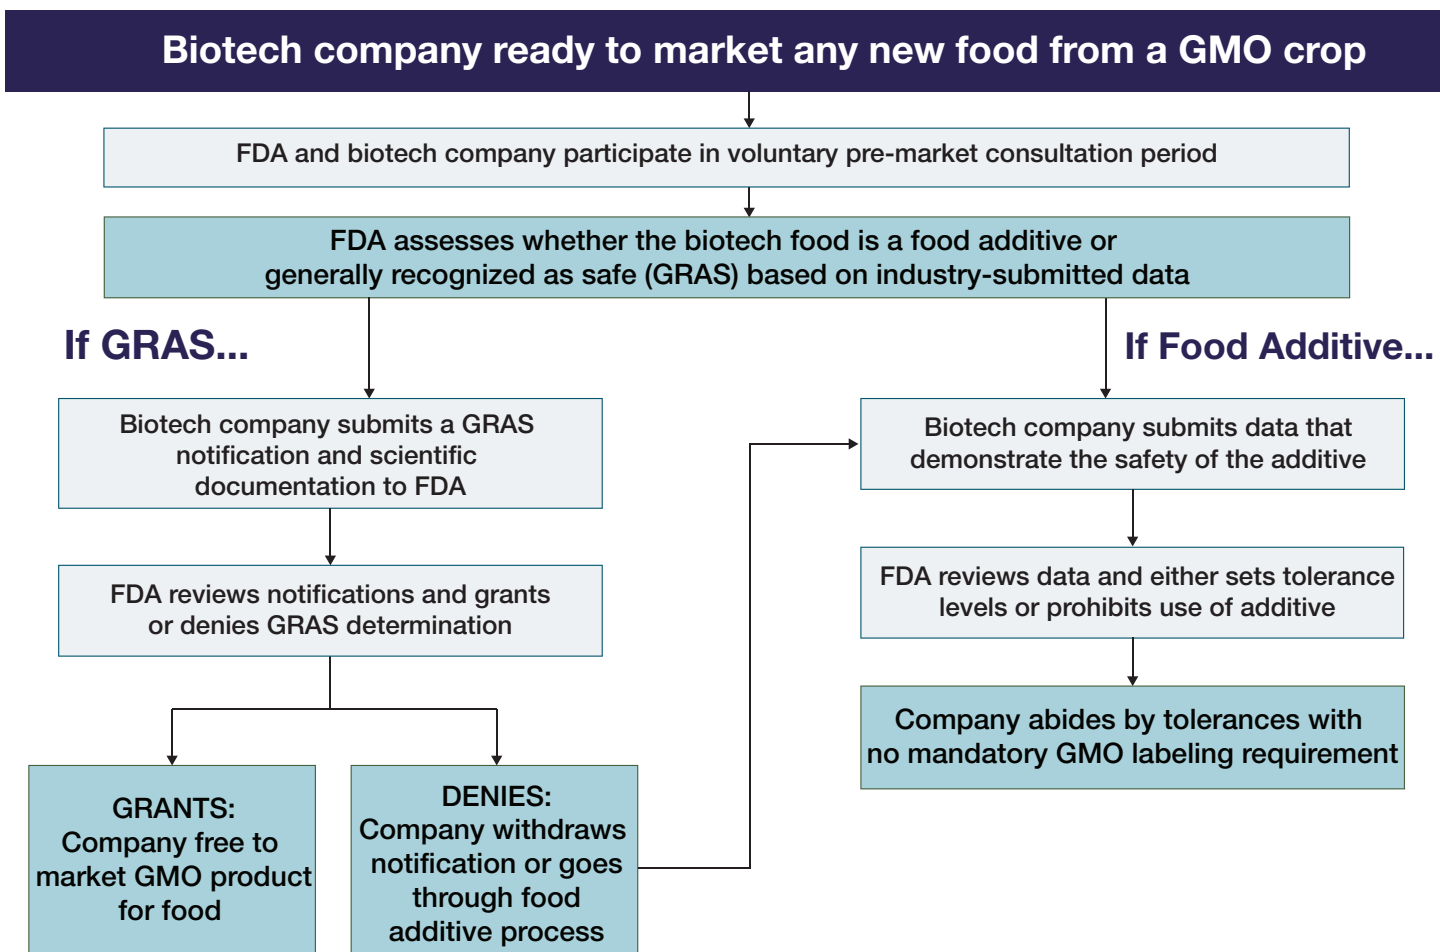 Biotech company ready to market any new food from a GMO crop
FDA and biotech company participate in voluntary pre-market consultation period
FDA assesses whether the biotech food is a food additive or
generally recognized as safe (GRAS) based on industry-submitted data
If GRAS...
If Food Additive...
Biotech company submits a GRAS
notification and scientific
documentation to FDA
Biotech company submits data that
demonstrate the safety of the additive
FDA reviews notifications and grants
or denies GRAS determination
FDA reviews data and either sets tolerance
levels or prohibits use of additive
Company abides by tolerances with
no mandatory GMO labeling requirement
GRANTS:
Company free to
market GMO product
for food
DENIES:
Company withdraws
notification or goes
through food
additive process